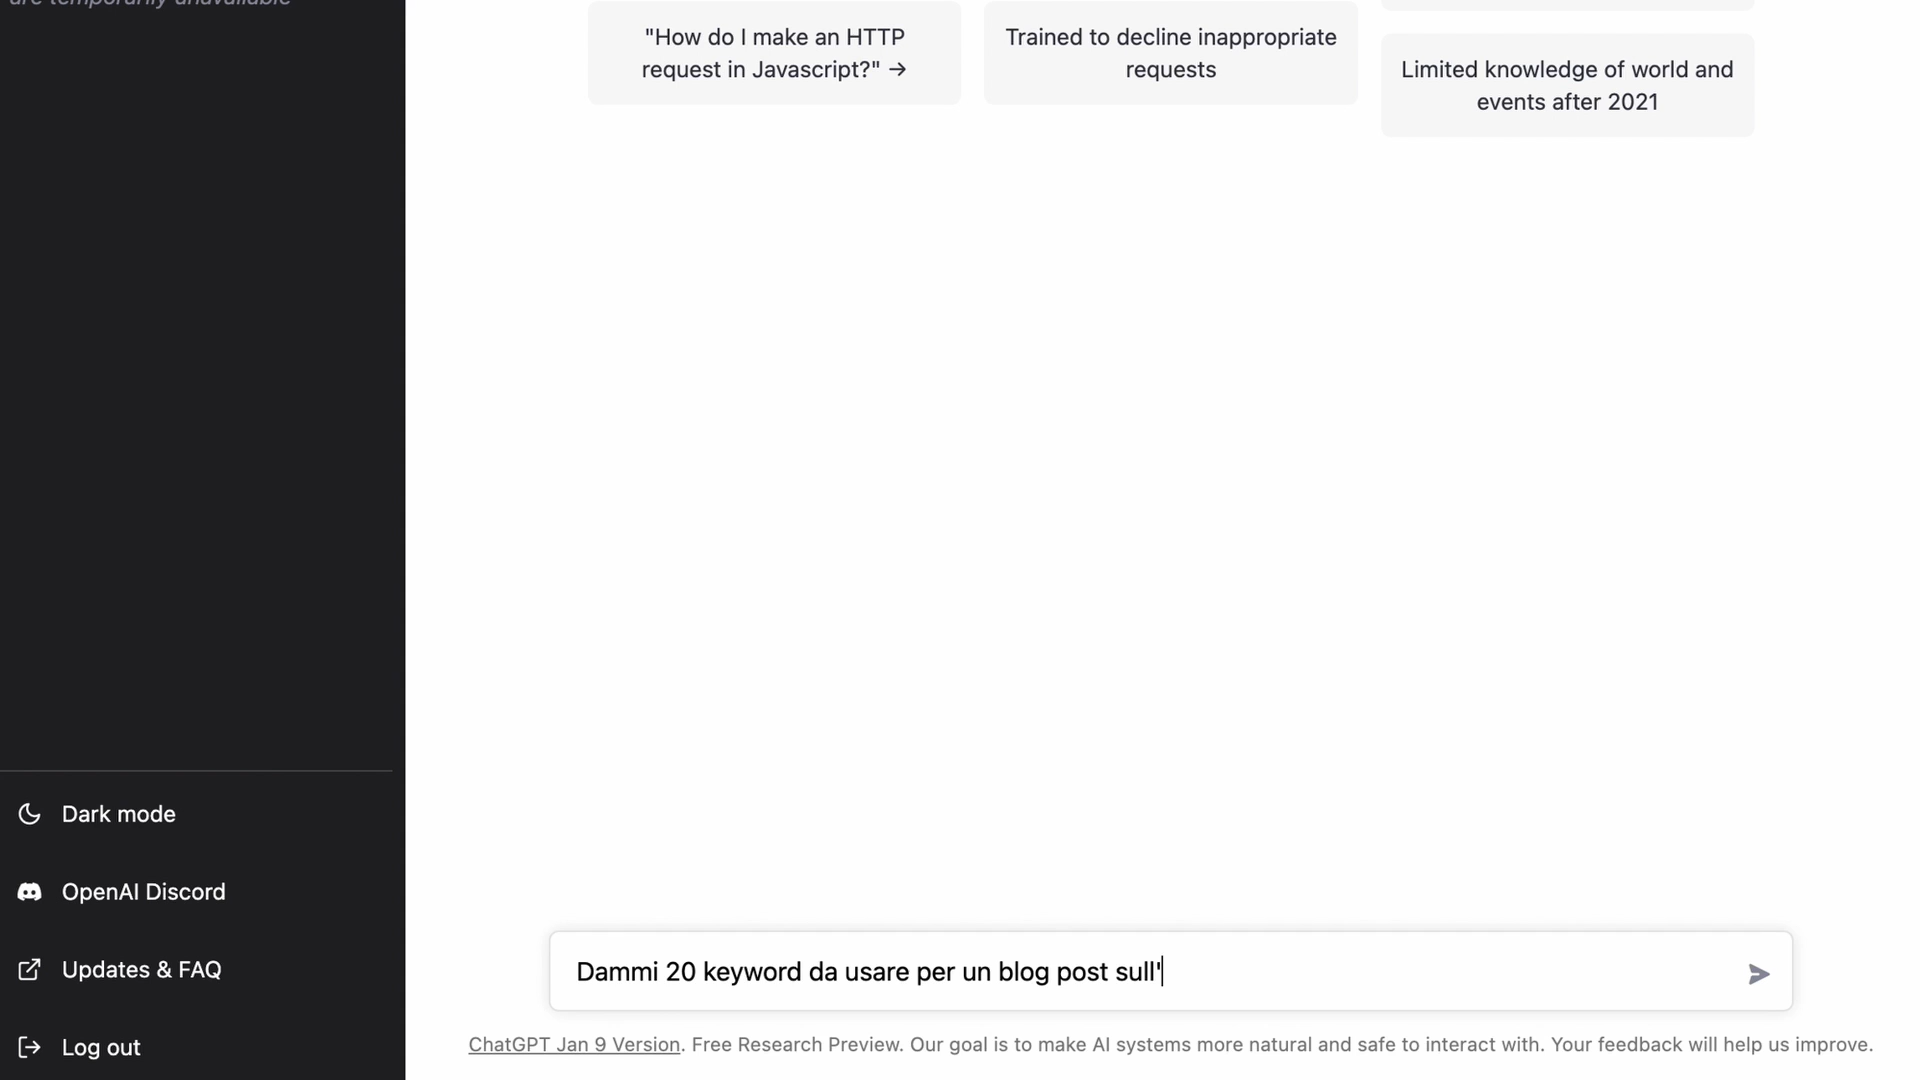 are temporarily unavailable
"How do I make an HTTP
request in Javascript?" →
Trained to decline inappropriate
requests
Limited knowledge of world and
events after 2021
Dark mode
OpenAI Discord
Updates & FAQ
Log out
Dammi 20 keyword da usare per un blog post sull'
ChatGPT Jan 9 Version. Free Research Preview. Our goal is to make AI systems more natural and safe to interact with. Your feedback will help us improve.